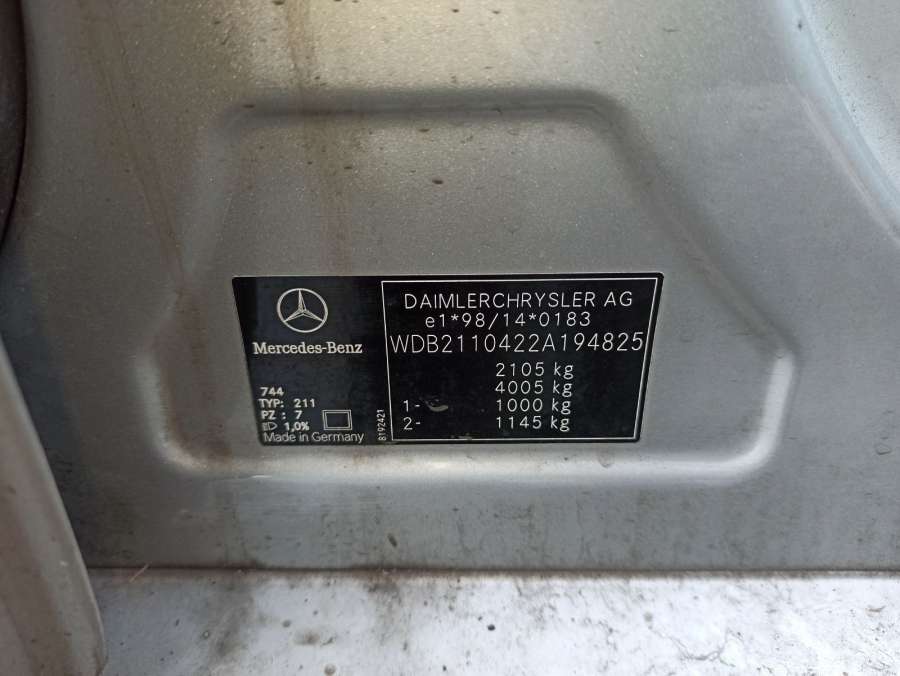 Mercedes-Benz
744
TYP: 211
PZ : 7
1,0%
Made in Germany
8192421
DAIMLERCHRYSLER AG
e1*98/14*0183
WDB2110422A194825
2105 kg
4005 kg
1- 1000 kg
2- 1145 kg